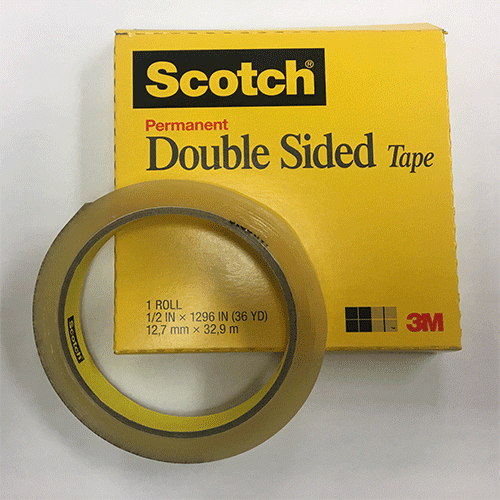 Scotch®
Permanent
Double Sided Tape
1 ROLL
1/2 IN × 1296 IN (36 YD)
12,7 mm × 32,9 m
3M
Scotch